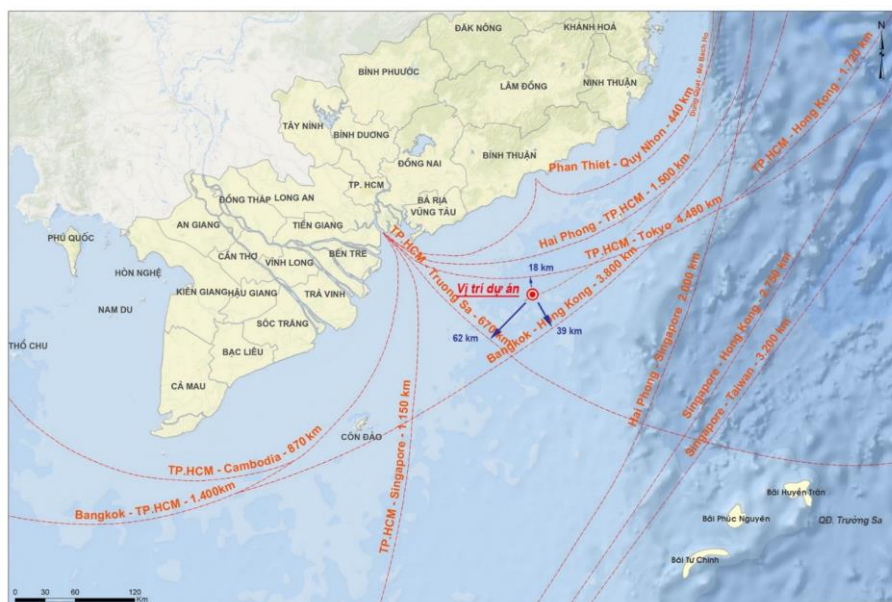 ĐĂK NÔNG
KHÁNH HOÀ
N
BÌNH PHƯỚC
LÂM ĐỒNG
NINH THUẬN
TÂY NINH
BÌNH DƯƠNG
ĐỒNG NAI
BÌNH THUẬN
TP. HCM
BÀ RỊA
VŨNG TÀU
LONG AN
ĐỒNG THÁP
TIỀN GIANG
AN GIANG
BẾN TRE
CẦN THƠ
VĨNH LONG
PHÚ QUỐC
HÒN NGHỆ
KIÊN GIANG
HẬU GIANG
TRÀ VINH
NAM DU
SÓC TRĂNG
THỔ CHU
BẠC LIÊU
CÀ MAU
CÔN ĐẢO
Dung Quat - Mo Bach Ho
TP.HCM - Hong Kong - 1.720 km
Phan Thiet - Quy Nhon - 440 km
Hai Phong - TP.HCM - 1.500 km
TP.HCM - Tokyo - 4.480 km
18 km
Vị trí dự án
TP.HCM - Truong Sa - 670km
62 km
39 km
Bangkok - Hong Kong - 3.800 km
Hai Phong - Singapore 2.000 km
Singapore - Hong Kong - 2.750 km
Singapore - Taiwan - 3.200 km
TP.HCM - Cambodia - 870 km
Bangkok - TP.HCM - 1.400km
TP.HCM - Singapore - 1.150 km
Bãi Huyền Trân
Bãi Phúc Nguyên
QĐ. Trường Sa
Bãi Tư Chính
0 30 60 90 120
Km